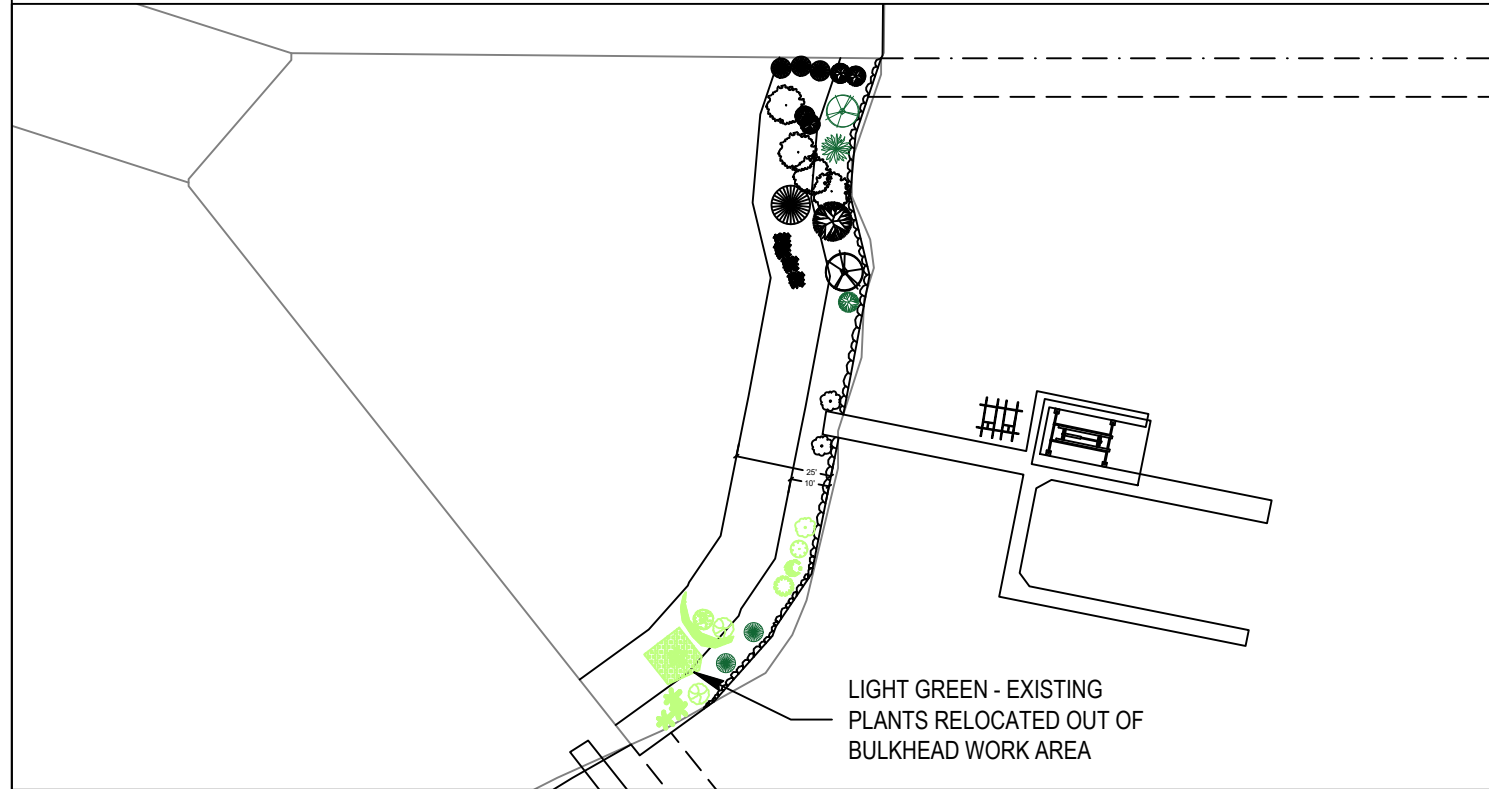 25'
10'
LIGHT GREEN - EXISTING
PLANTS RELOCATED OUT OF
BULKHEAD WORK AREA